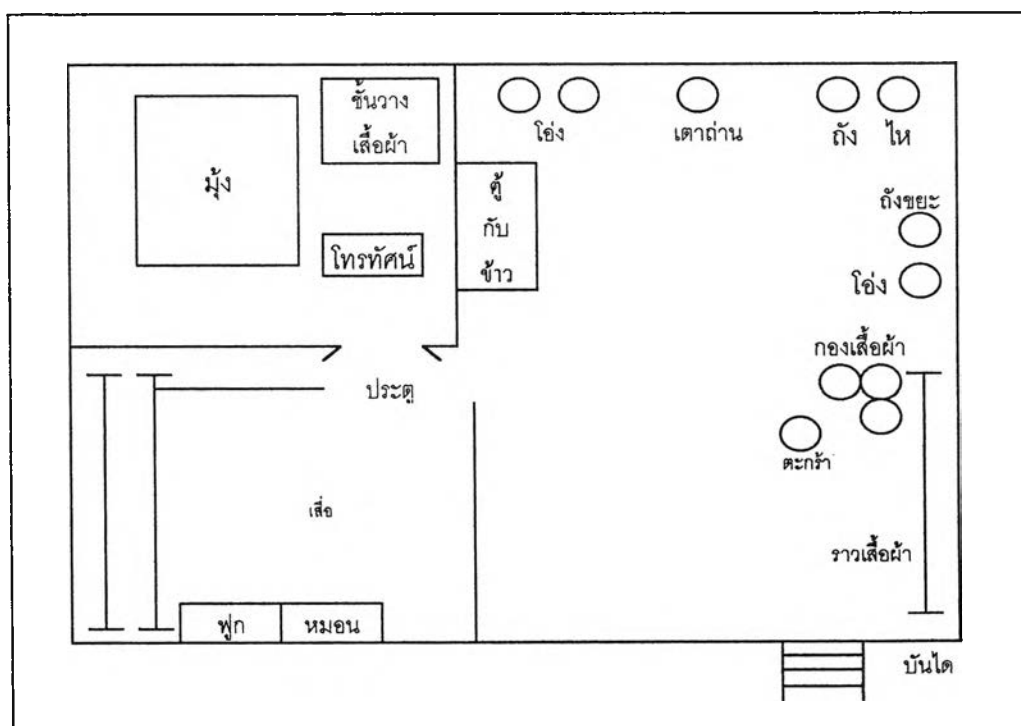 ชั้นวาง
เสื้อผ้า
มุ้ง
โทรทัศน์
ตู้
กับ
ข้าว
โอ่ง
เตาถ่าน
ถัง
ไห
ถังขยะ
โอ่ง
กองเสื้อผ้า
ประตู
ตะกร้า
เสื่อ
ราวเสื้อผ้า
ฟูก
หมอน
บันได